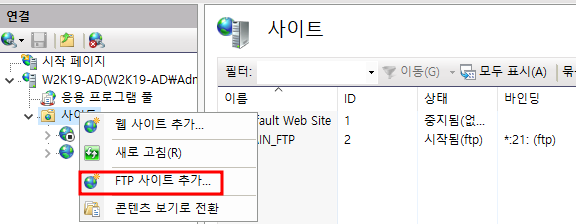 연결
시작 페이지
W2K19-AD(W2K19-AD₩Adm
응용 프로그램 풀
사이트
웹 사이트 추가...
새로 고침(R)
FTP 사이트 추가...
콘텐츠 보기로 전환
사이트
필터: 이동(G) 모두 표시(A)
이름 ID 상태 바인딩
fault Web Site 1 중지됨(없...
IN_FTP 2 시작됨(ftp) *:21: (ftp)